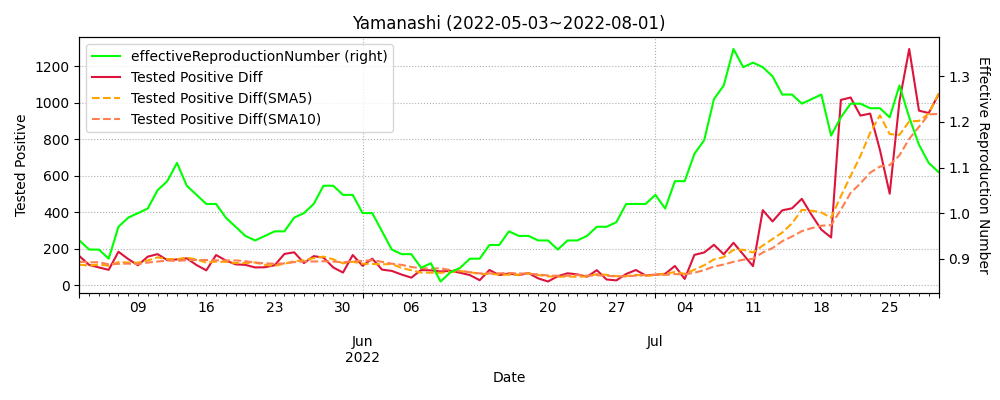 Yamanashi (2022-05-03~2022-08-01)
effectiveReproductionNumber (right)
Tested Positive Diff
Tested Positive Diff(SMA5)
Tested Positive Diff(SMA10)
Tested Positive
1200
1000
800
600
400
200
0
1.3
1.2
1.1
1.0
0.9
Effective Reproduction Number
09 16 23 30 06 13 20 27 04 11 18 25
Jun Jul
2022
Date